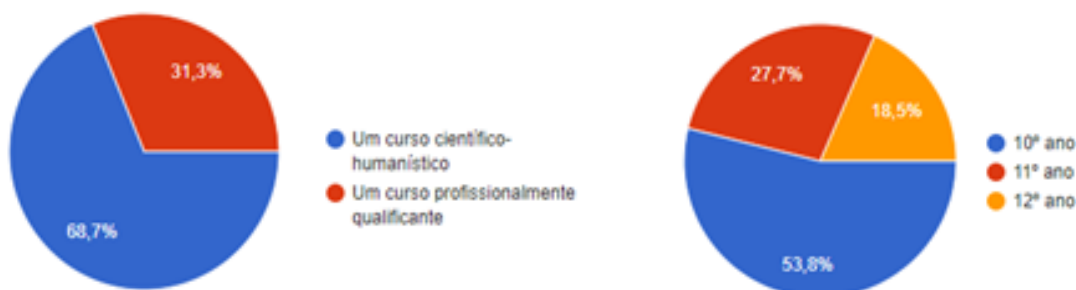 31,3%
68,7%
Um curso científico-
humanístico
Um curso profissionalmente
qualificante
27,7%
18,5%
53,8%
10º ano
11º ano
12º ano